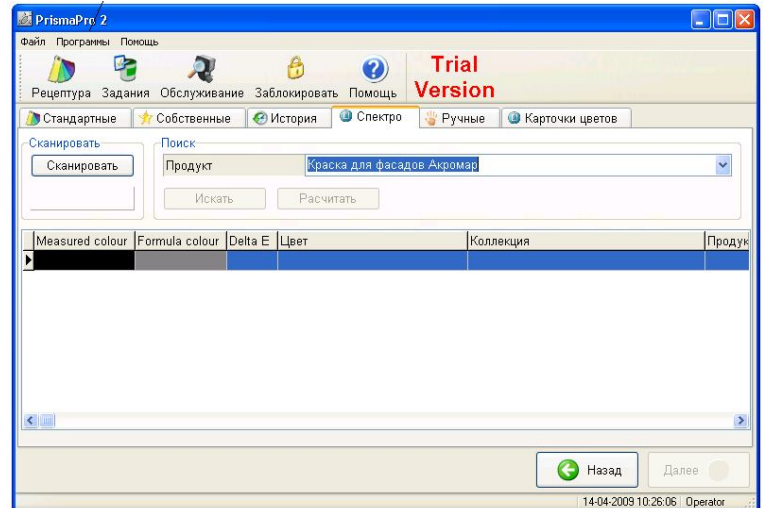 PrismaPro 2
Файл Программы Помощь
Рецептура Задания Обслуживание Заблокировать Помощь Trial Version
Стандартные Собственные История Спектро Ручные Карточки цветов
Сканировать Поиск
Сканировать Продукт Краска для фасадов Акромар
Искать Расчитать
Measured colour Formula colour Delta E Цвет Коллекция Продук
Назад Далее
14-04-2009 10:26:06 Operator